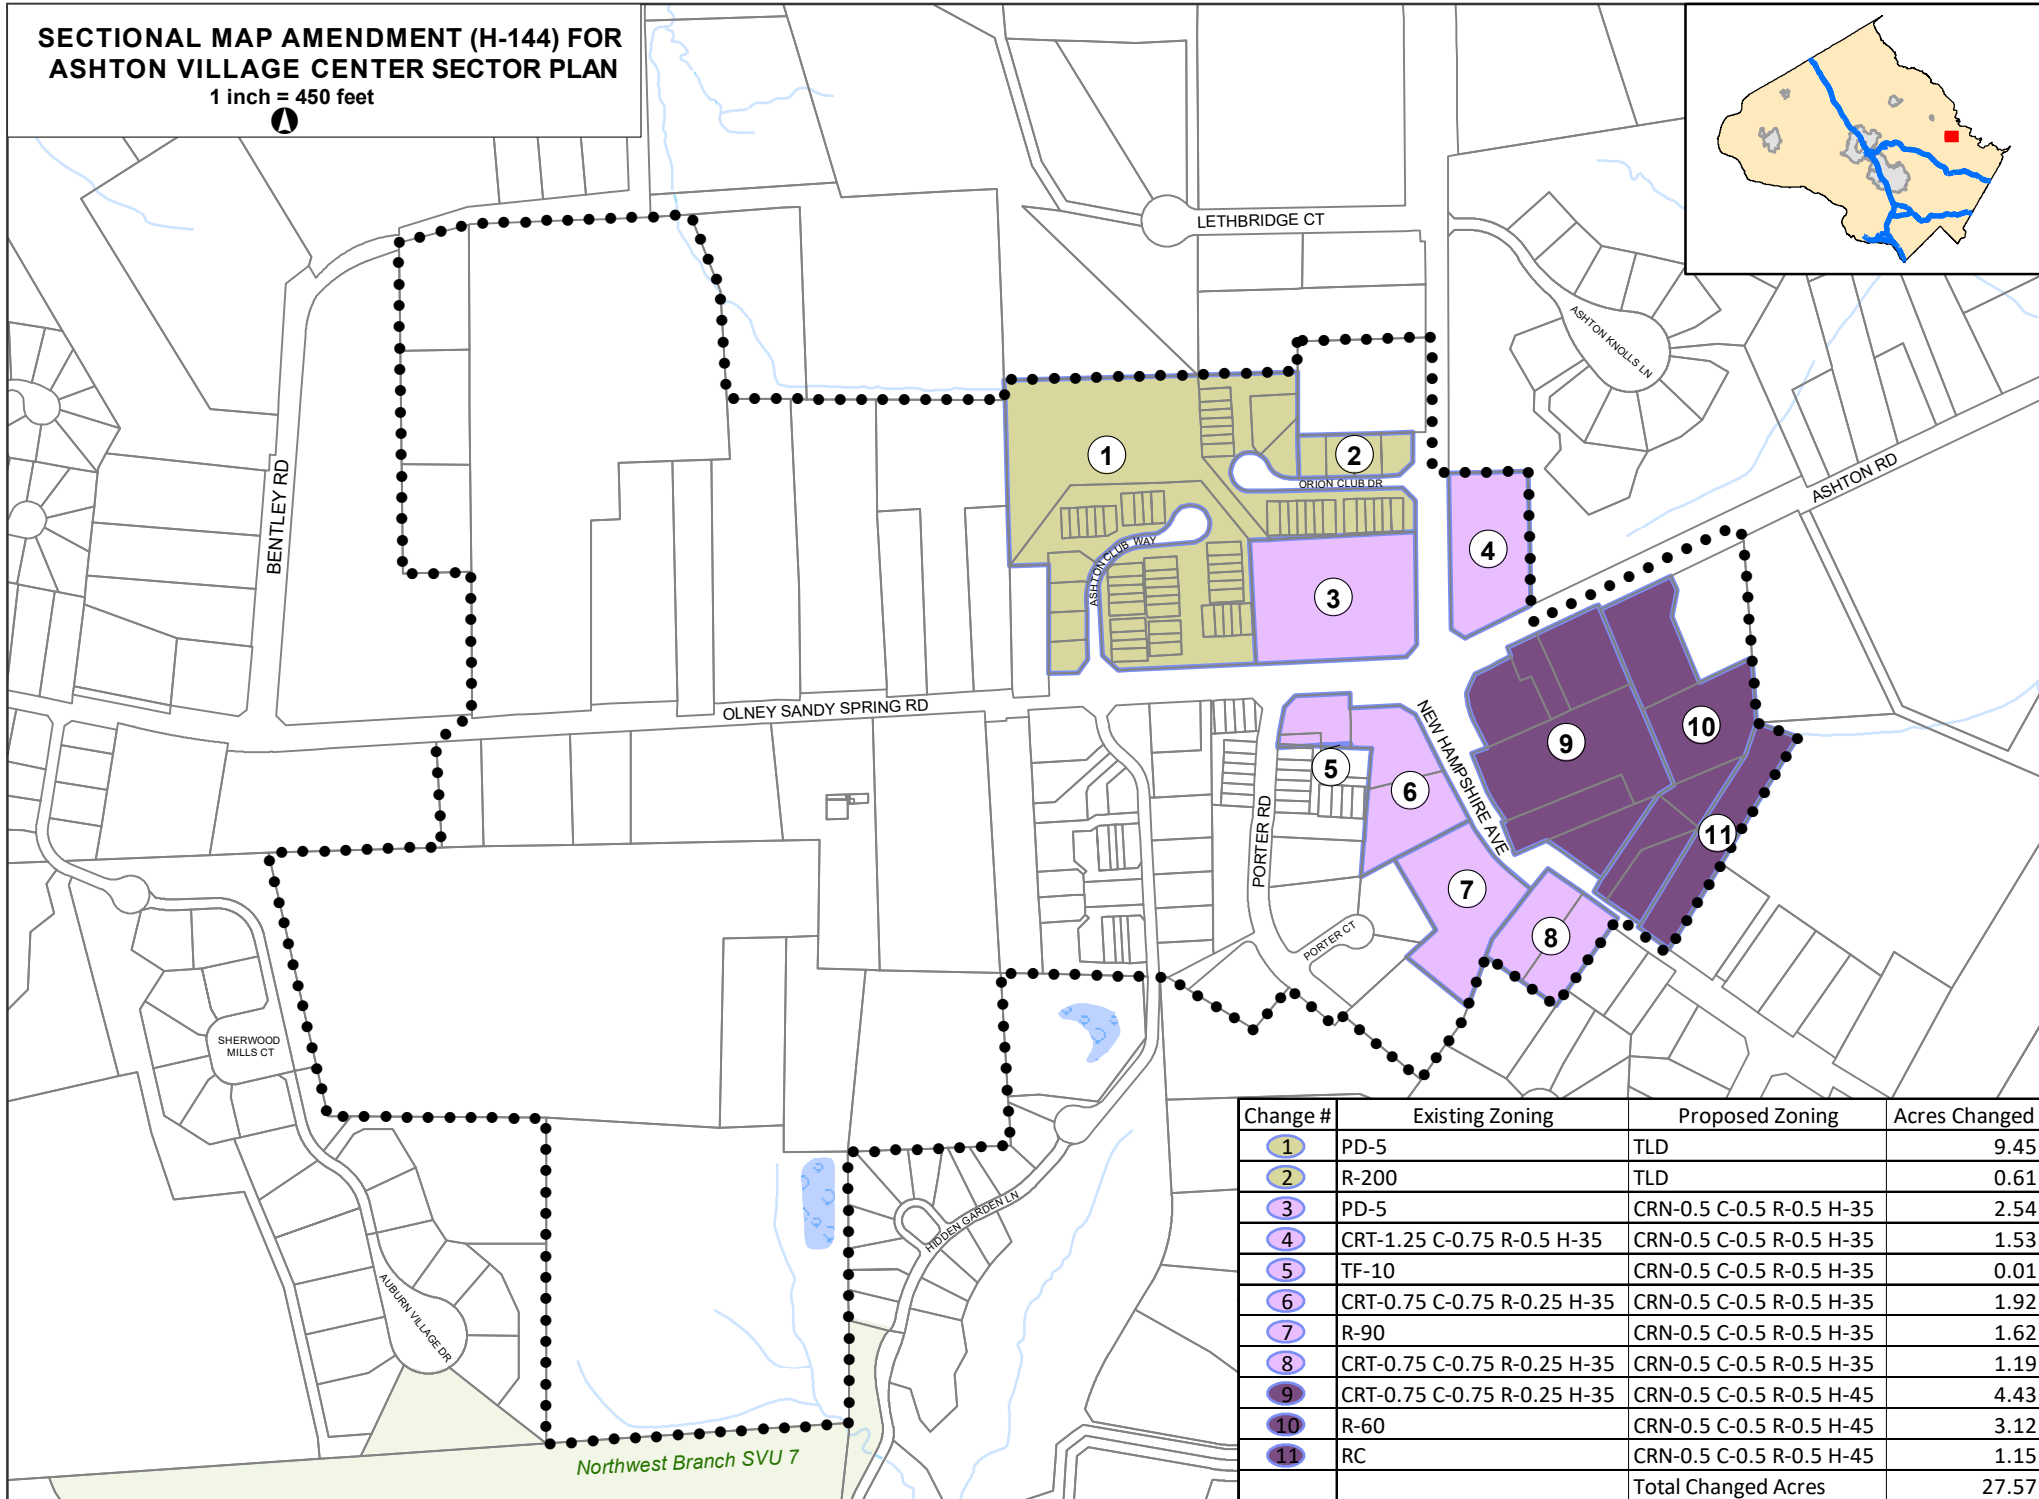 SECTIONAL MAP AMENDMENT (H-144) FOR
ASHTON VILLAGE CENTER SECTOR PLAN
1 inch = 450 feet
LETHBRIDGE CT
ASHTON KNOLLS LN
ASHTON RD
BENTLEY RD
1
2
ORION CLUB DR
ASHTON CLUB WAY
3
4
OLNEY SANDY SPRING RD
NEW HAMPSHIRE AVE
5
6
9
10
11
PORTER RD
7
8
PORTER CT
SHERWOOD
MILLS CT
HIDDEN GARDEN LN
AUBURN VILLAGE DR
Northwest Branch SVU 7
Change # Existing Zoning Proposed Zoning Acres Changed
1 PD-5 TLD 9.45
2 R-200 TLD 0.61
3 PD-5 CRN-0.5 C-0.5 R-0.5 H-35 2.54
4 CRT-1.25 C-0.75 R-0.5 H-35 CRN-0.5 C-0.5 R-0.5 H-35 1.53
5 TF-10 CRN-0.5 C-0.5 R-0.5 H-35 0.01
6 CRT-0.75 C-0.75 R-0.25 H-35 CRN-0.5 C-0.5 R-0.5 H-35 1.92
7 R-90 CRN-0.5 C-0.5 R-0.5 H-35 1.62
8 CRT-0.75 C-0.75 R-0.25 H-35 CRN-0.5 C-0.5 R-0.5 H-35 1.19
9 CRT-0.75 C-0.75 R-0.25 H-35 CRN-0.5 C-0.5 R-0.5 H-45 4.43
10 R-60 CRN-0.5 C-0.5 R-0.5 H-45 3.12
11 RC CRN-0.5 C-0.5 R-0.5 H-45 1.15
Total Changed Acres 27.57